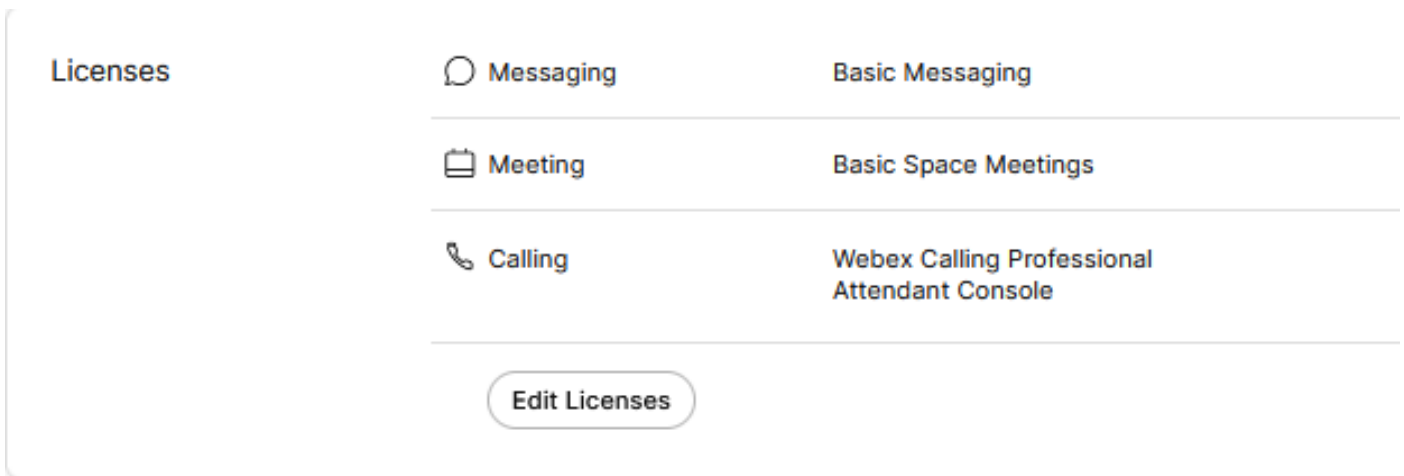 Licenses
Messaging
Basic Messaging
Meeting
Basic Space Meetings
Calling
Webex Calling Professional
Attendant Console
Edit Licenses